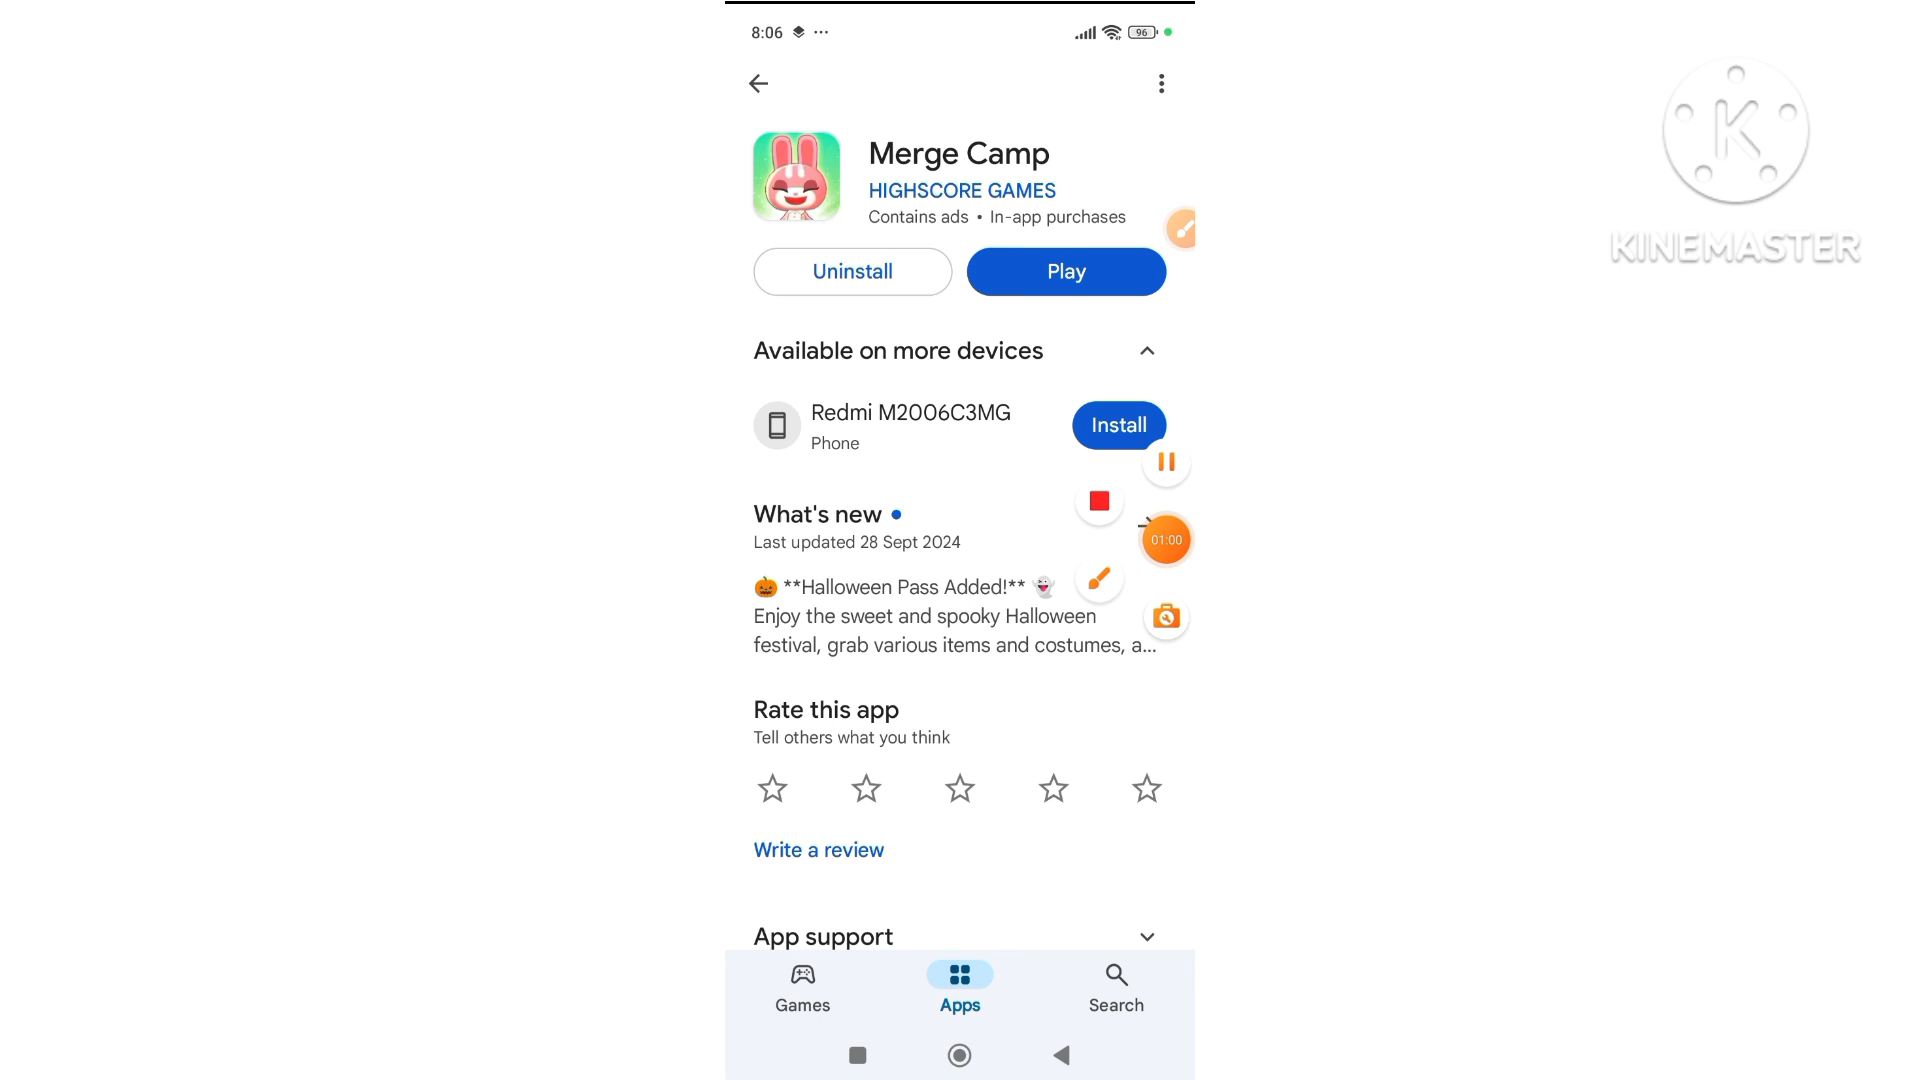 8:06
96
K
KINEMASTER
Merge Camp
HIGHSCORE GAMES
Contains ads • In-app purchases
Uninstall
Play
Available on more devices
Redmi M2006C3MG
Phone
Install
What's new
Last updated 28 Sept 2024
01:00
🎃 **Halloween Pass Added!** 👻
Enjoy the sweet and spooky Halloween
festival, grab various items and costumes, a...
Rate this app
Tell others what you think
Write a review
App support
Games
Apps
Search